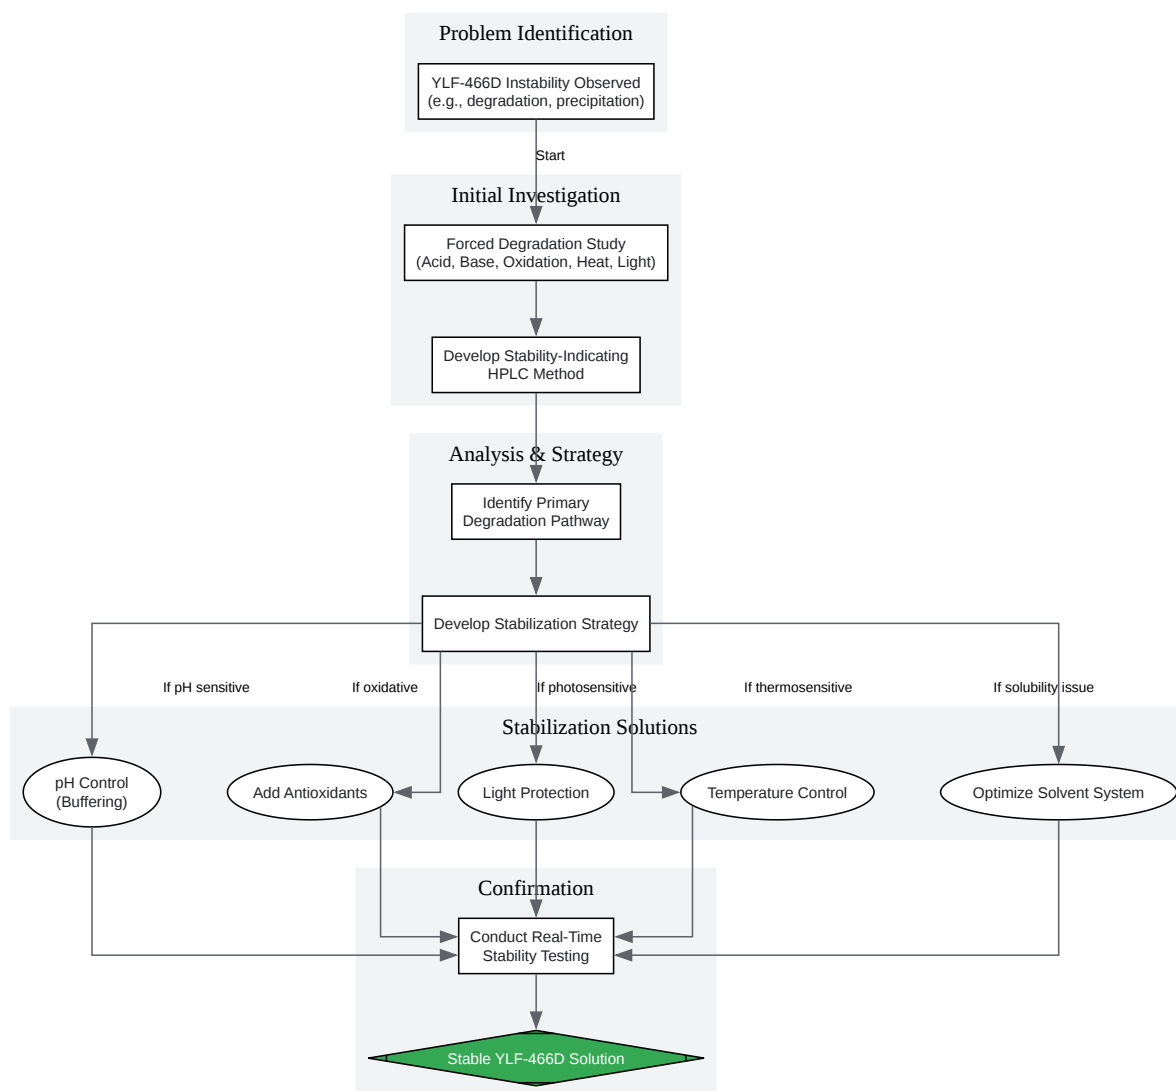 Problem Identification
YLF-466D Instability Observed
(e.g., degradation, precipitation)
Start
Initial Investigation
Forced Degradation Study
(Acid, Base, Oxidation, Heat, Light)
Develop Stability-Indicating
HPLC Method
Analysis & Strategy
Identify Primary
Degradation Pathway
Develop Stabilization Strategy
If pH sensitive
If oxidative
If photosensitive
If thermosensitive
If solubility issue
Stabilization Solutions
pH Control
(Buffering)
Add Antioxidants
Light Protection
Temperature Control
Optimize Solvent System
Confirmation
Conduct Real-Time
Stability Testing
Stable YLF-466D Solution